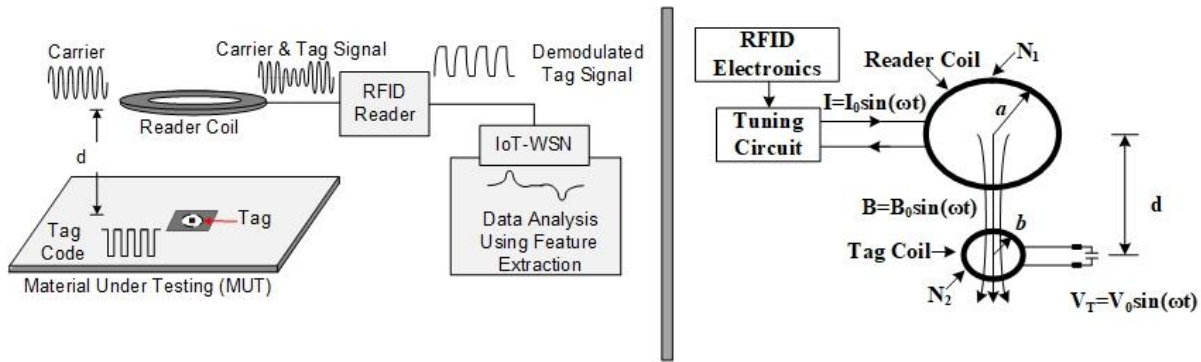 Carrier
Carrier & Tag Signal
Demodulated
Tag Signal
RFID
Reader
Reader Coil
d
IoT-WSN
Data Analysis
Using Feature
Extraction
Tag
Tag
Code
Material Under Testing (MUT)
RFID
Electronics
Reader Coil
N₁
I=I₀sin(ωt)
a
Tuning
Circuit
B=B₀sin(ωt)
d
b
Tag Coil
N₂
V_T=V₀sin(ωt)